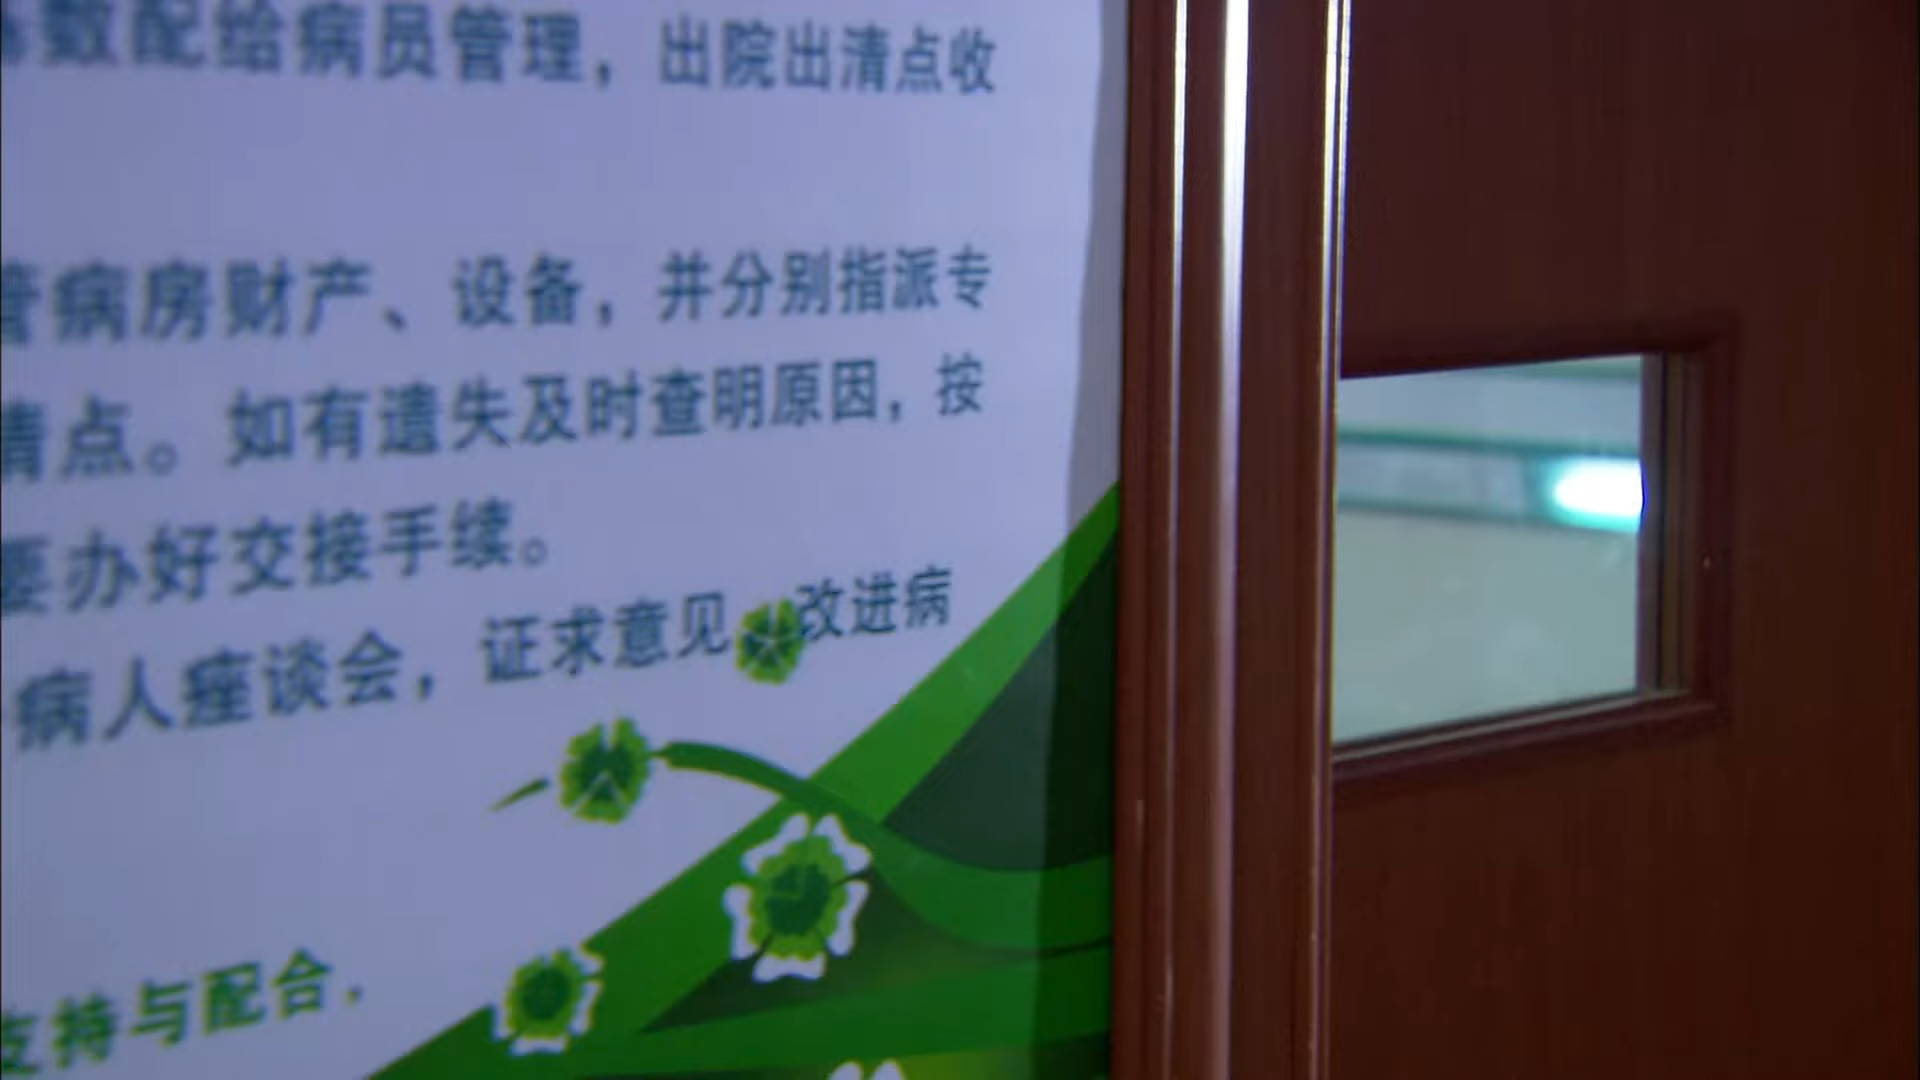 数配给病员管理，出院出清点收
管病房财产、设备，并分别指派专
清点。如有遗失及时查明原因，按
要办好交接手续。
病人痤谈会，证求意见，改进病
支持与配合，